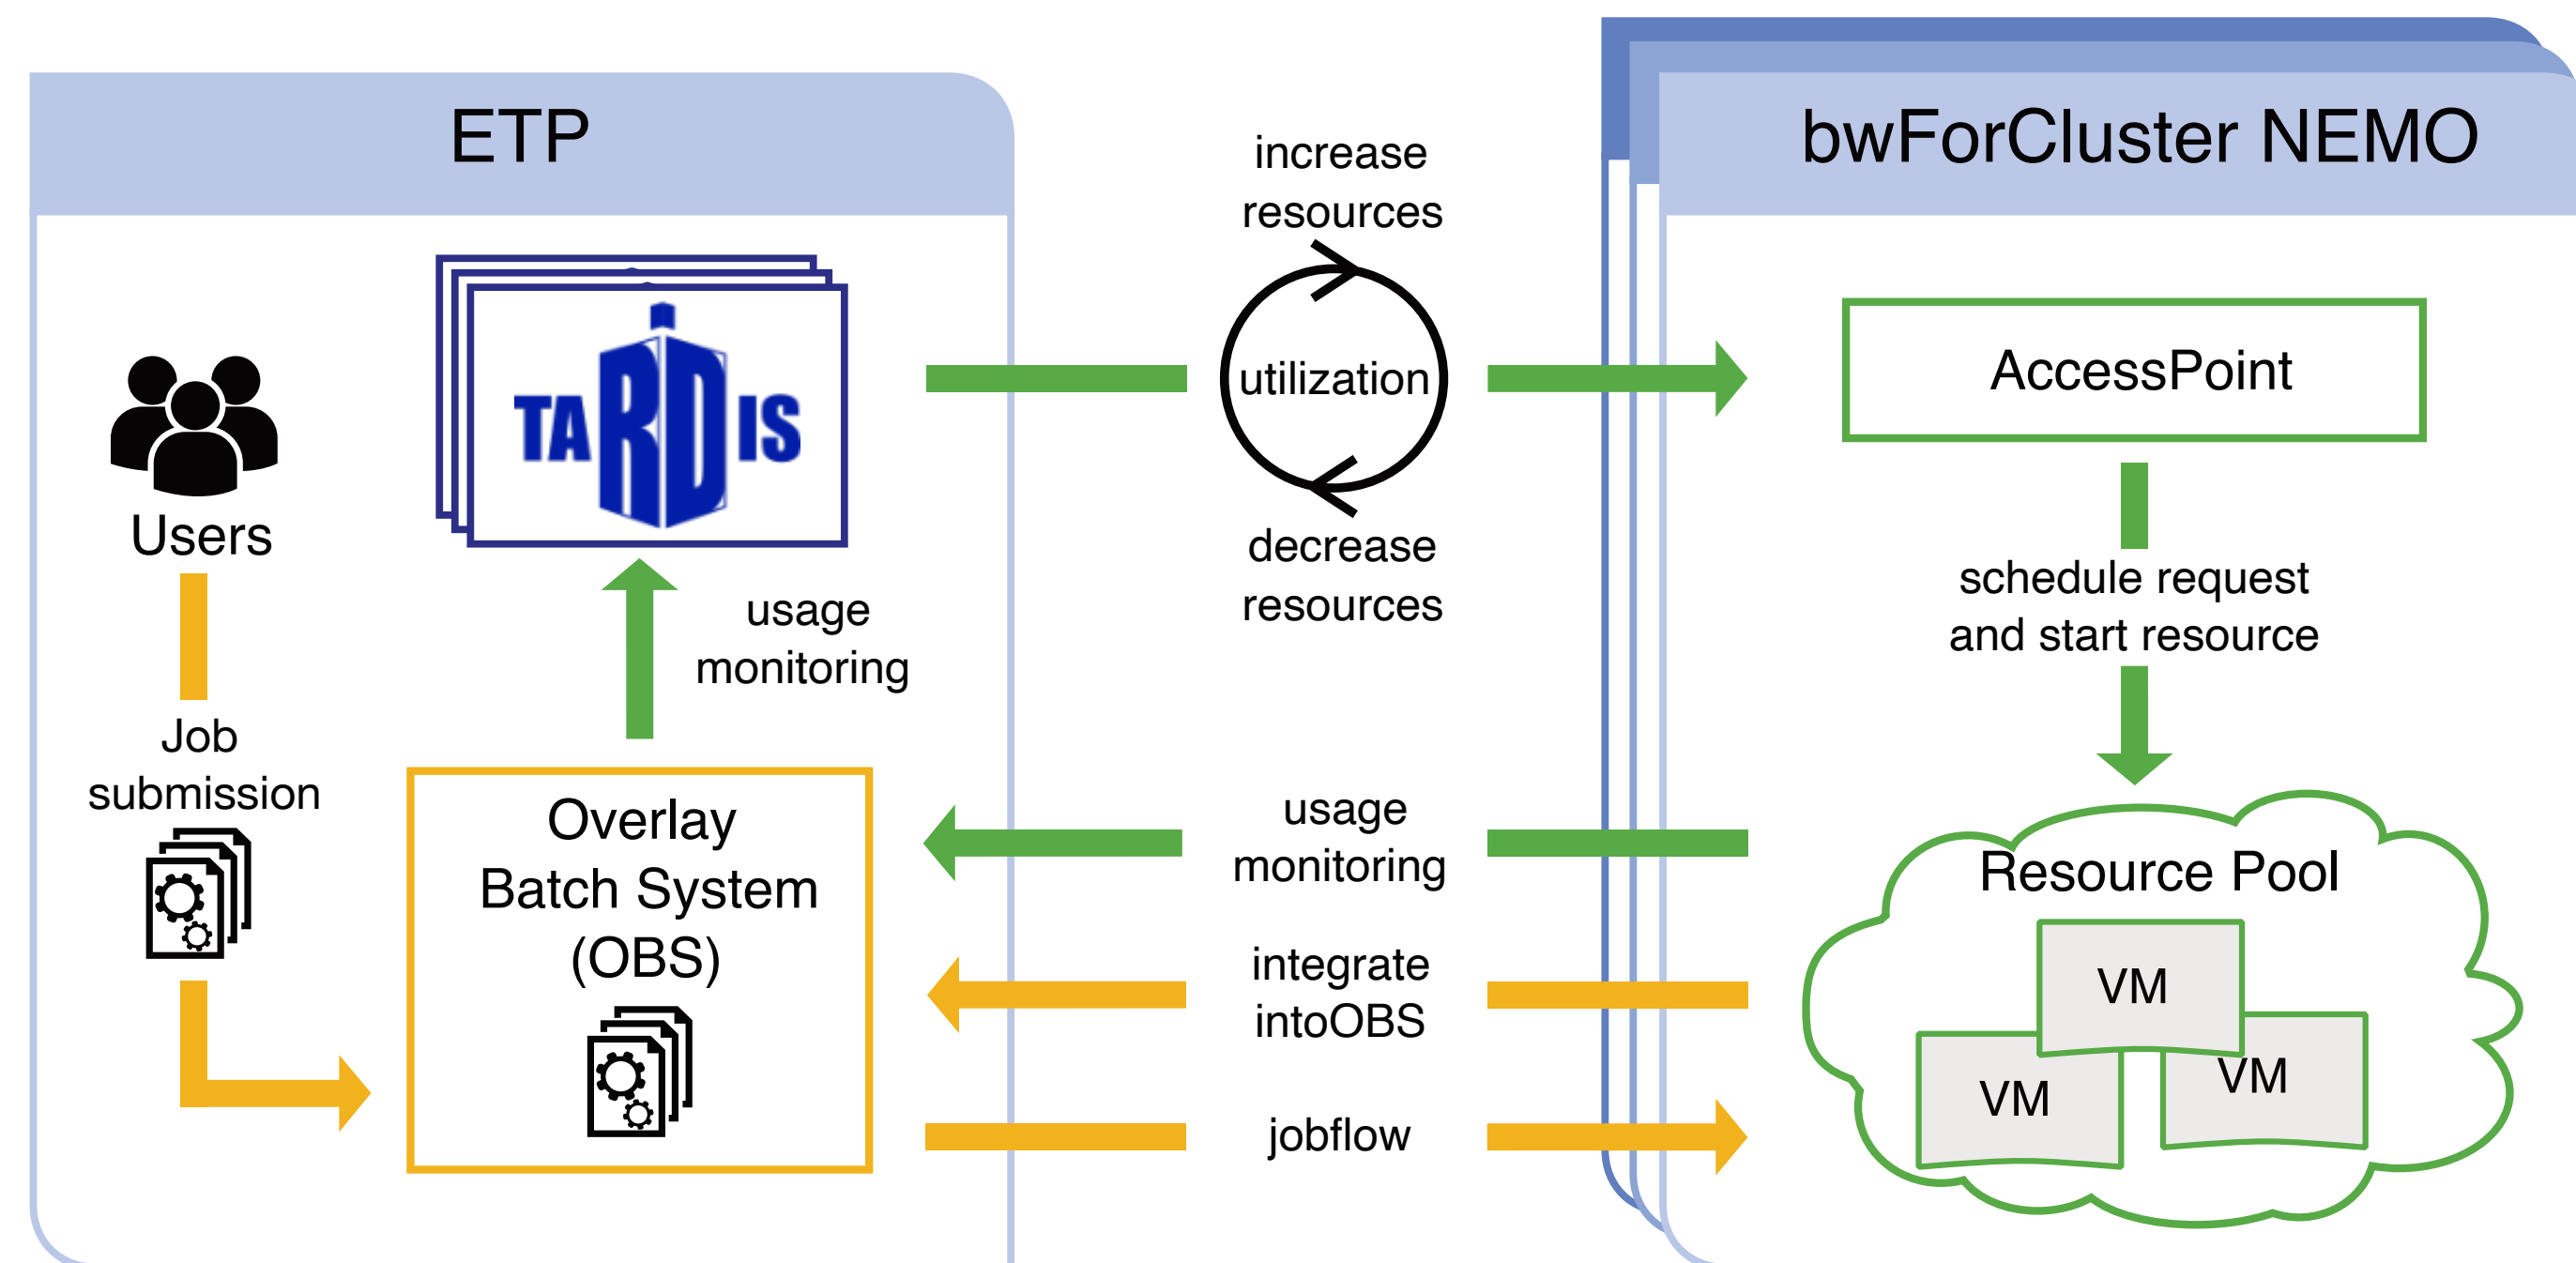 ETP
bwForCluster NEMO
increase
resources
utilization
decrease
resources
AccessPoint
TARDIS
Users
usage
monitoring
schedule request
and start resource
Job
submission
Overlay
Batch System
(OBS)
usage
monitoring
integrate
intoOBS
jobflow
Resource Pool
VM
VM
VM